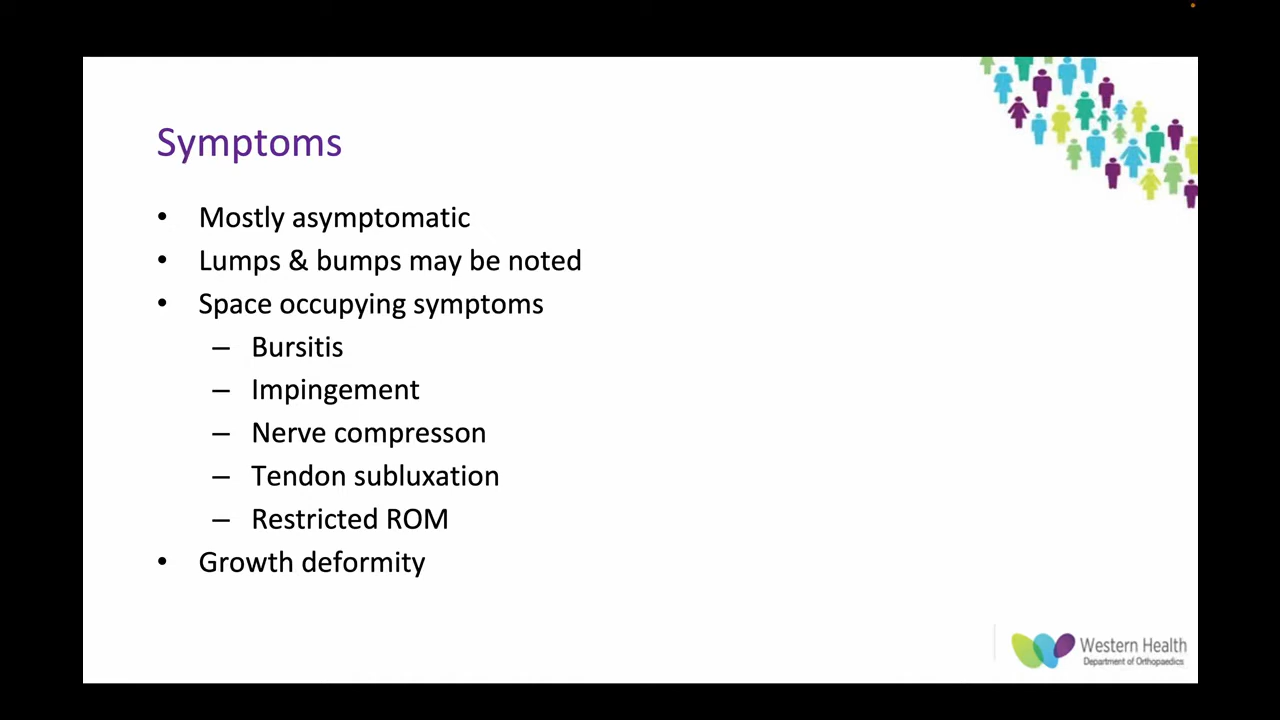 Symptoms
• Mostly asymptomatic
• Lumps & bumps may be noted
• Space occupying symptoms
– Bursitis
– Impingement
– Nerve compresson
– Tendon subluxation
– Restricted ROM
• Growth deformity
Western Health
Department of Orthopaedics